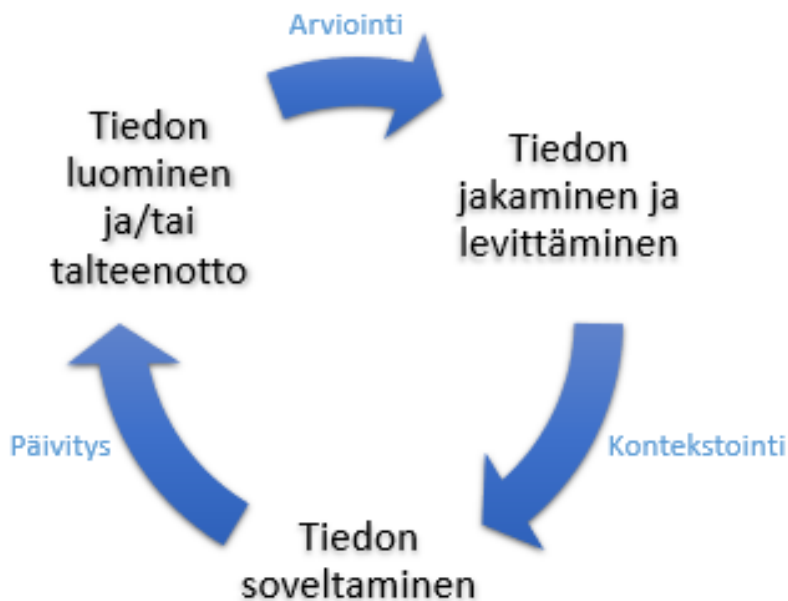 Arviointi
Tiedon
luominen
ja/tai
talteenotto
Tiedon
jakaminen ja
levittäminen
Kontekstointi
Tiedon
soveltaminen
Päivitys